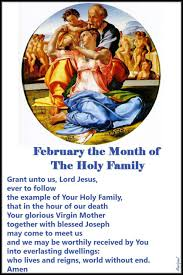 February the Month of
The Holy Family
Grant unto us, Lord Jesus,
ever to follow
the example of Your Holy Family,
that in the hour of our death
Your glorious Virgin Mother
together with blessed Joseph
may come to meet us
and we may be worthily received by You
into everlasting dwellings:
who lives and reigns, world without end.
Amen